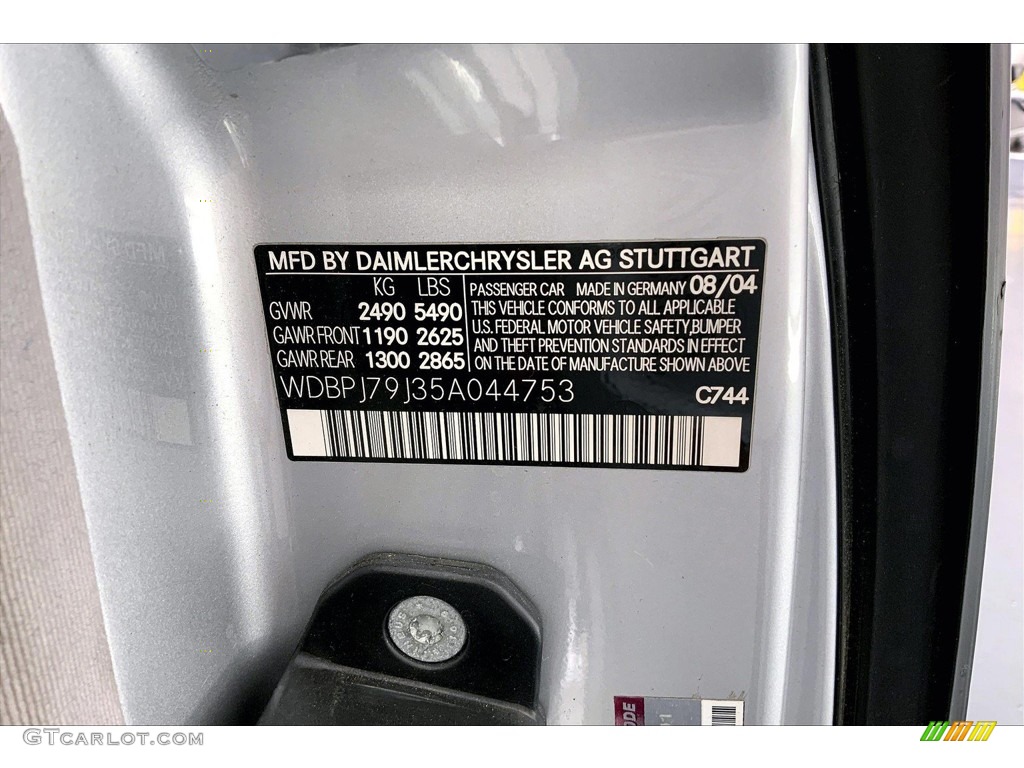 MFD BY DAIMLERCHRYSLER AG STUTTGART
KG LBS
GVWR 2490 5490
GAWR FRONT 1190 2625
GAWR REAR 1300 2865
PASSENGER CAR MADE IN GERMANY 08/04
THIS VEHICLE CONFORMS TO ALL APPLICABLE
U.S. FEDERAL MOTOR VEHICLE SAFETY,BUMPER
AND THEFT PREVENTION STANDARDS IN EFFECT
ON THE DATE OF MANUFACTURE SHOWN ABOVE
WDBPJ79J35A044753
C744
GTCARLOT.COM